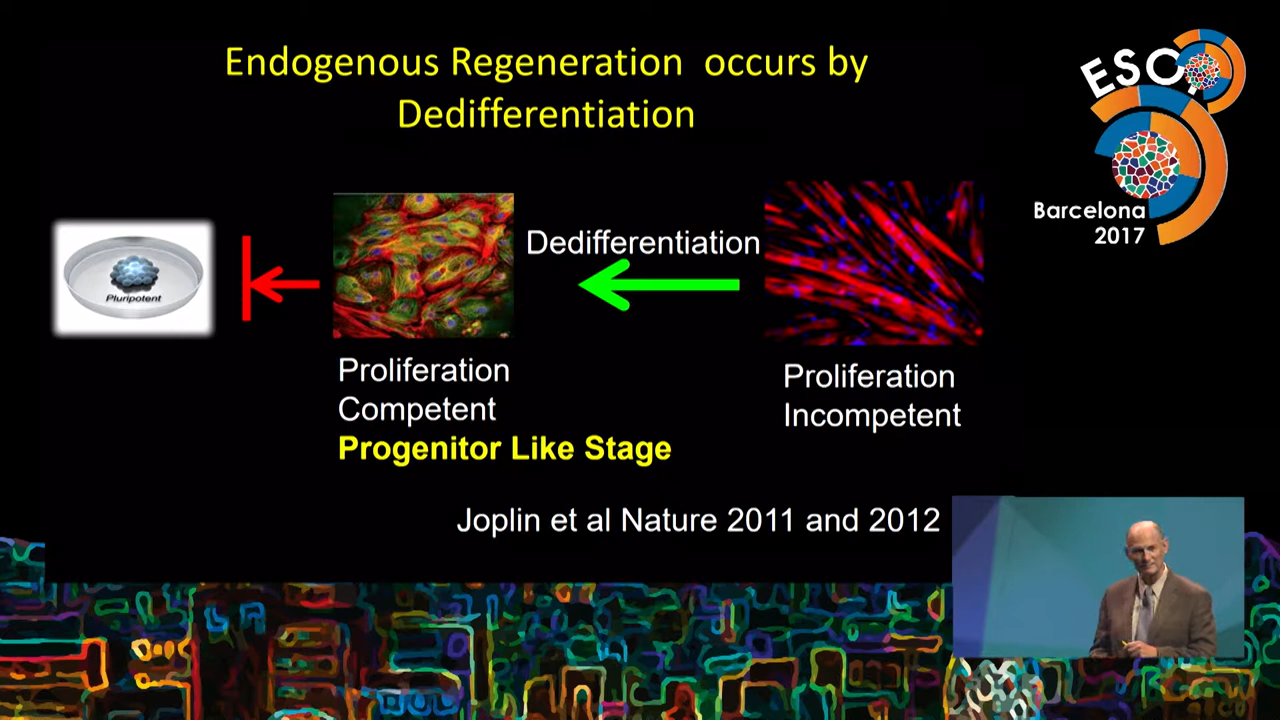 Endogenous Regeneration occurs by
Dedifferentiation
ESOT
Barcelona
2017
Dedifferentiation
Pluripotent
Proliferation
Competent
Progenitor Like Stage
Proliferation
Incompetent
Joplin et al Nature 2011 and 2012